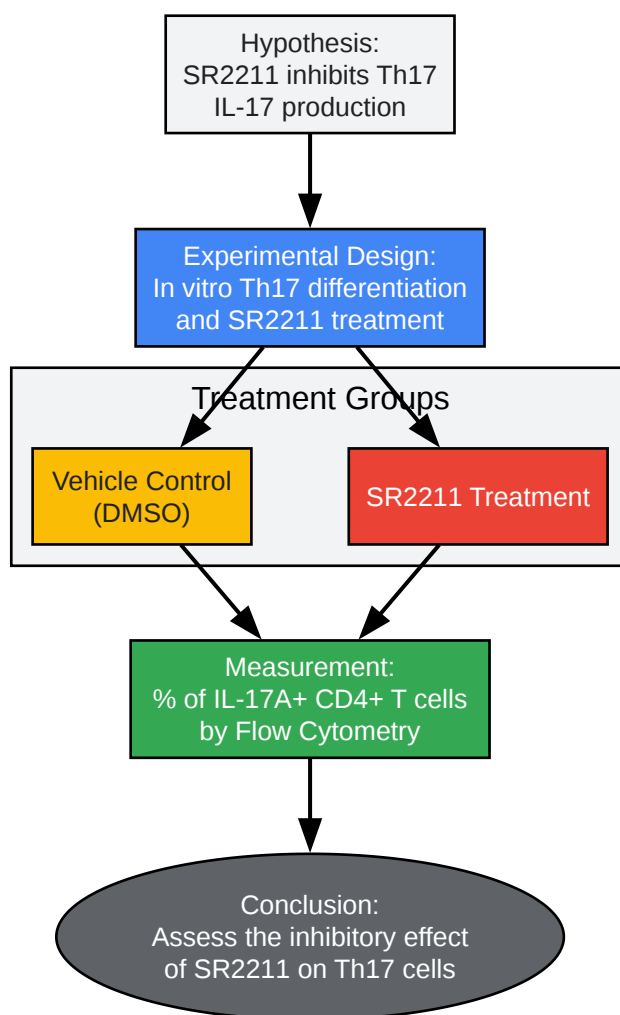 Hypothesis:
SR2211 inhibits Th17
IL-17 production
Experimental Design:
In vitro Th17 differentiation
and SR2211 treatment
Treatment Groups
Vehicle Control
(DMSO)
SR2211 Treatment
Measurement:
% of IL-17A+ CD4+ T cells
by Flow Cytometry
Conclusion:
Assess the inhibitory effect
of SR2211 on Th17 cells